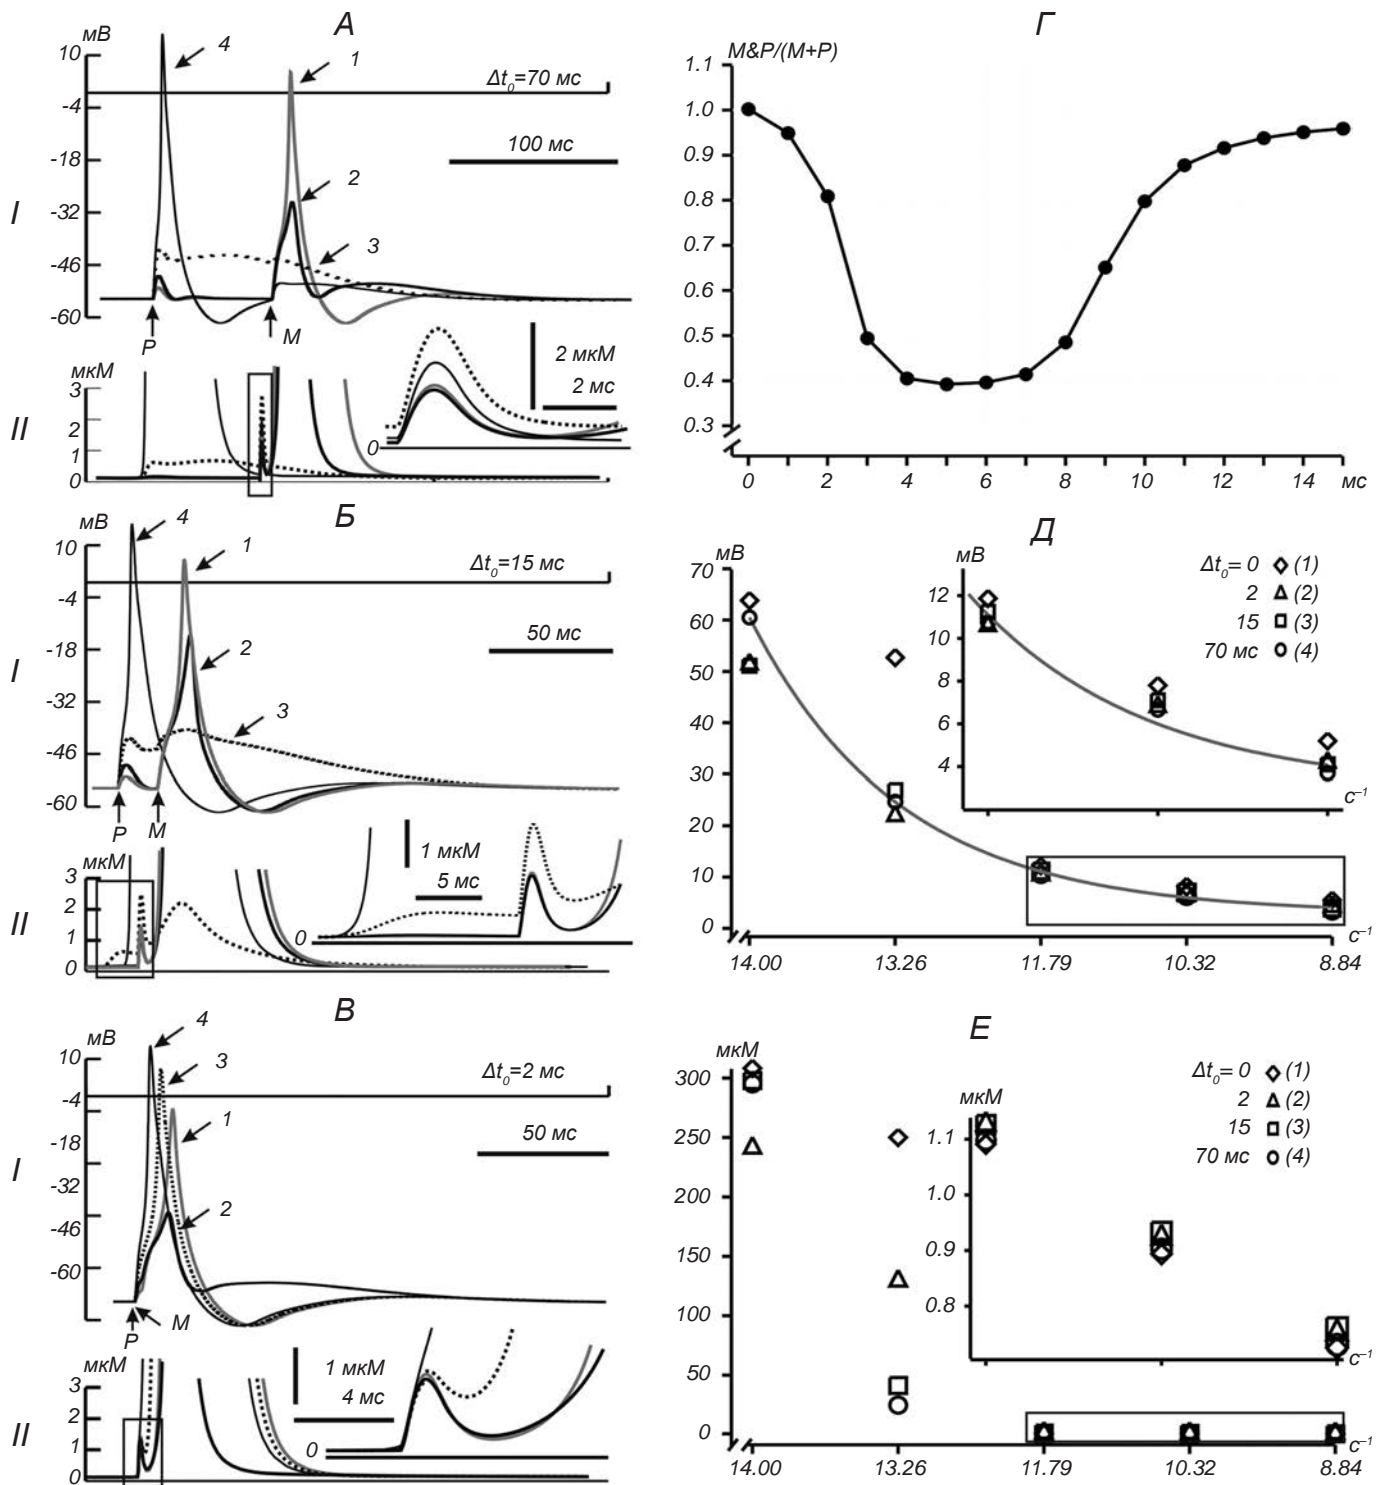 А
мВ
10
-4
-18
-32
-46
-60
I
4
1
2
3
Δt₀=70 мс
100 мс
P
M
мкМ
3
2
1
0
II
2 мкМ
2 мс
0
Б
мВ
10
-4
-18
-32
-46
-60
I
4
1
2
3
Δt₀=15 мс
50 мс
P
M
мкМ
3
2
1
0
II
1 мкМ
5 мс
0
В
мВ
10
-4
-18
-32
-46
-60
I
4
3
1
2
Δt₀=2 мс
50 мс
P
M
мкМ
3
2
1
0
II
1 мкМ
4 мс
0
Г
M&P/(M+P)
1.1
1.0
0.9
0.8
0.7
0.6
0.5
0.4
0.3
0 2 4 6 8 10 12 14 мс
Д
мВ
70
60
50
40
30
20
10
0
14.00 13.26 11.79 10.32 8.84
с⁻¹
мВ
12
10
8
6
4
с⁻¹
Δt₀= 0 (1)
2 (2)
15 (3)
70 мс (4)
Е
мкМ
300
250
200
150
100
50
0
14.00 13.26 11.79 10.32 8.84
с⁻¹
мкМ
1.1
1.0
0.9
0.8
с⁻¹
Δt₀= 0 (1)
2 (2)
15 (3)
70 мс (4)